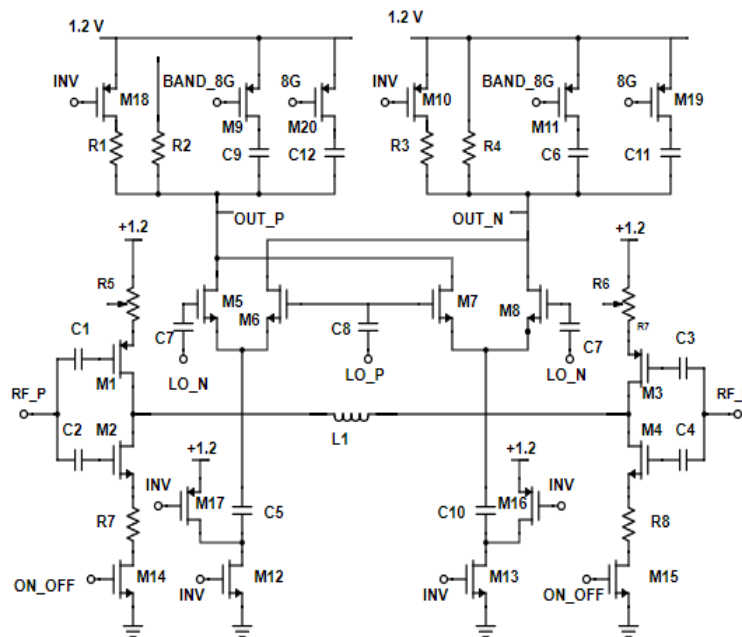 1.2 V
1.2 V
INV
BAND_8G
8G
INV
BAND_8G
8G
M18
M9
M20
M10
M11
M19
R1
R2
C9
C12
R3
R4
C6
C11
OUT_P
OUT_N
+1.2
+1.2
R5
R6
M5
M6
M7
M8
R7
C1
C7
C8
C7
C3
M1
LO_N
LO_P
LO_N
M3
RF_P
RF_
C2
M2
L1
M4
C4
+1.2
+1.2
INV
M17
M16
INV
R7
C5
C10
R8
ON_OFF
M14
INV
M12
M13
INV
ON_OFF
M15